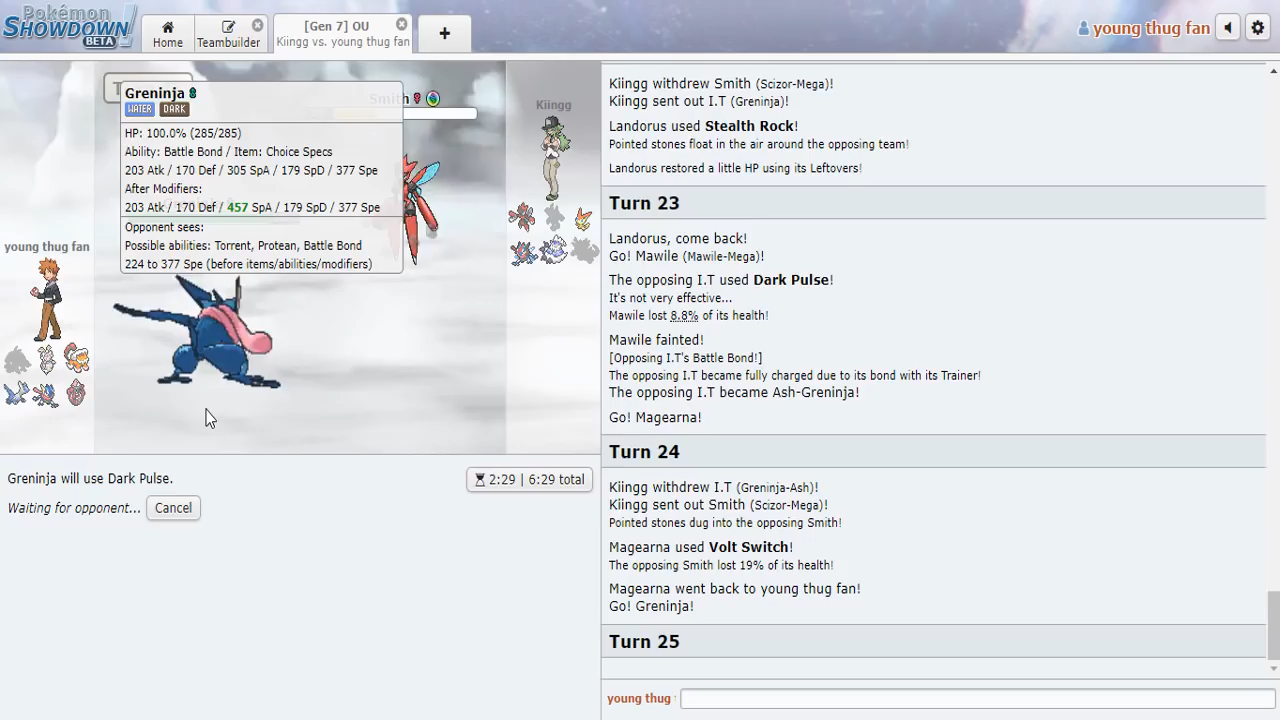 Pokémon
SHOWDOWN!
BETA
Home
Teambuilder
[Gen 7] OU
Kiingg vs. young thug fan
+
young thug fan
Greninja
WATER DARK
HP: 100.0% (285/285)
Ability: Battle Bond / Item: Choice Specs
203 Atk / 170 Def / 305 SpA / 179 SpD / 377 Spe
After Modifiers:
203 Atk / 170 Def / 457 SpA / 179 SpD / 377 Spe
Opponent sees:
Possible abilities: Torrent, Protean, Battle Bond
224 to 377 Spe (before items/abilities/modifiers)
Smith
Kiingg
young thug fan
Greninja will use Dark Pulse.
2:29 | 6:29 total
Waiting for opponent... Cancel
Kiingg withdrew Smith (Scizor-Mega)!
Kiingg sent out I.T (Greninja)!
Landorus used Stealth Rock!
Pointed stones float in the air around the opposing team!
Landorus restored a little HP using its Leftovers!
Turn 23
Landorus, come back!
Go! Mawile (Mawile-Mega)!
The opposing I.T used Dark Pulse!
It's not very effective...
Mawile lost 8.8% of its health!
Mawile fainted!
[Opposing I.T's Battle Bond!]
The opposing I.T became fully charged due to its bond with its Trainer!
The opposing I.T became Ash-Greninja!
Go! Magearna!
Turn 24
Kiingg withdrew I.T (Greninja-Ash)!
Kiingg sent out Smith (Scizor-Mega)!
Pointed stones dug into the opposing Smith!
Magearna used Volt Switch!
The opposing Smith lost 19% of its health!
Magearna went back to young thug fan!
Go! Greninja!
Turn 25
young thug